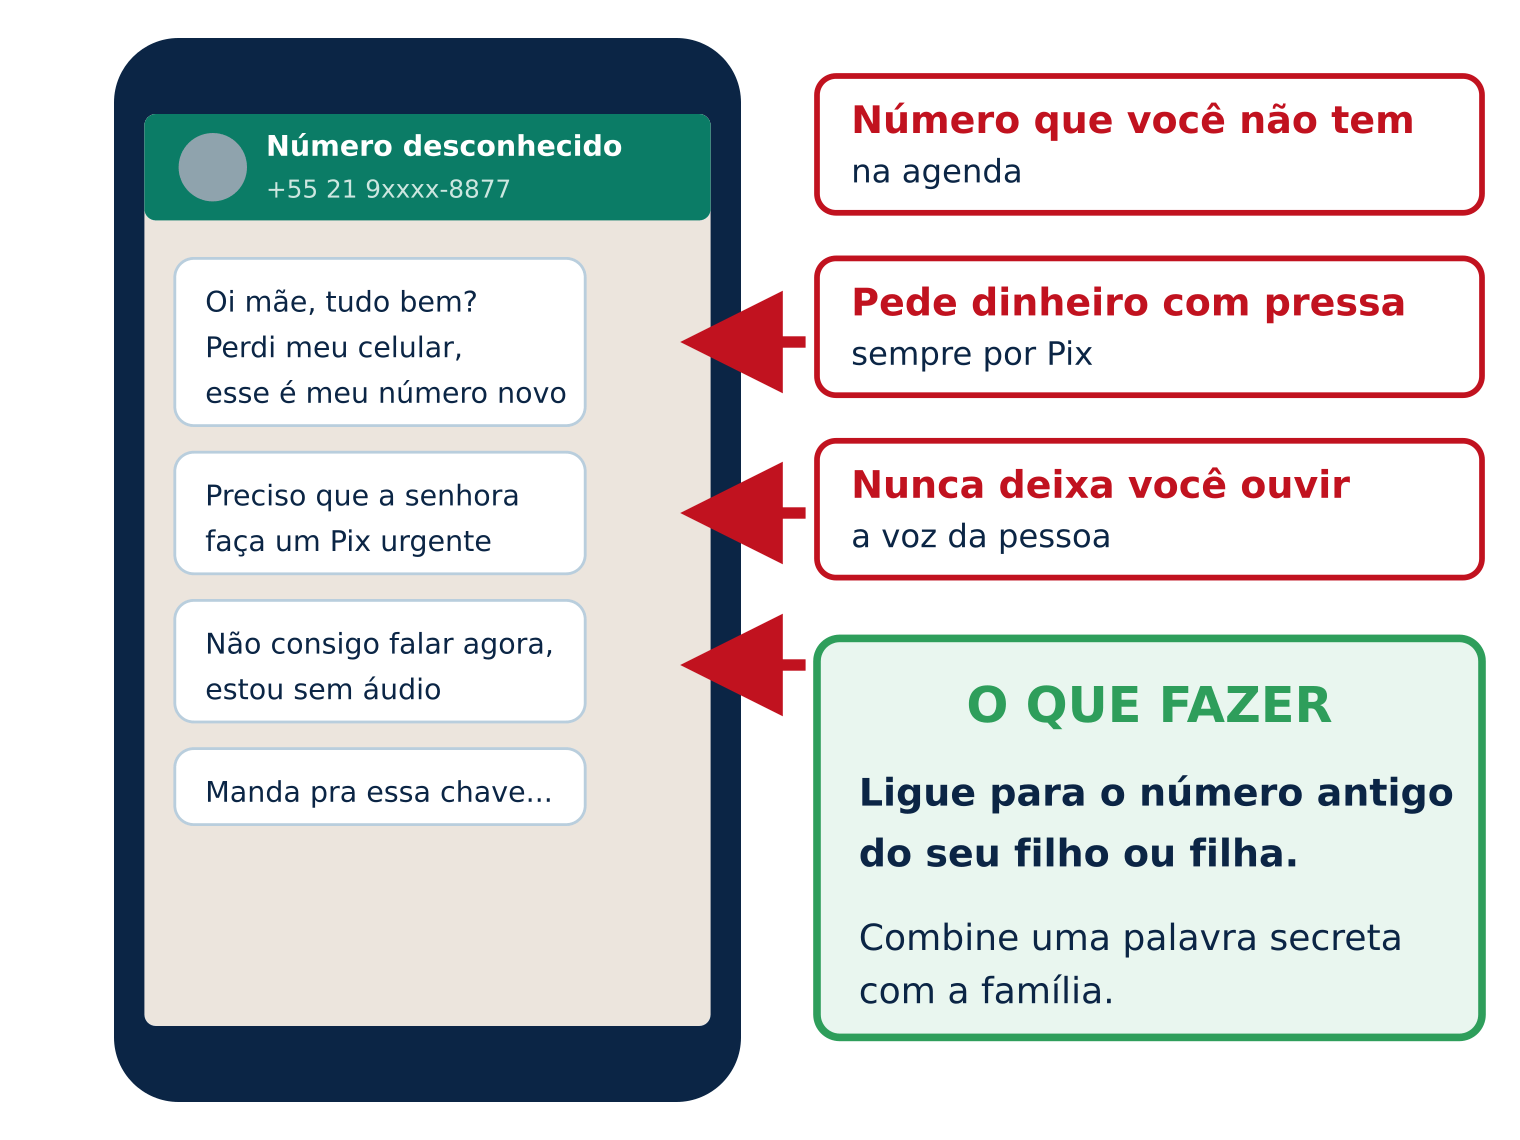 Número desconhecido
+55 21 9xxxx-8877
Oi mãe, tudo bem?
Perdi meu celular,
esse é meu número novo
Preciso que a senhora
faça um Pix urgente
Não consigo falar agora,
estou sem áudio
Manda pra essa chave...
Número que você não tem
na agenda
Pede dinheiro com pressa
sempre por Pix
Nunca deixa você ouvir
a voz da pessoa
O QUE FAZER
Ligue para o número antigo
do seu filho ou filha.
Combine uma palavra secreta
com a família.